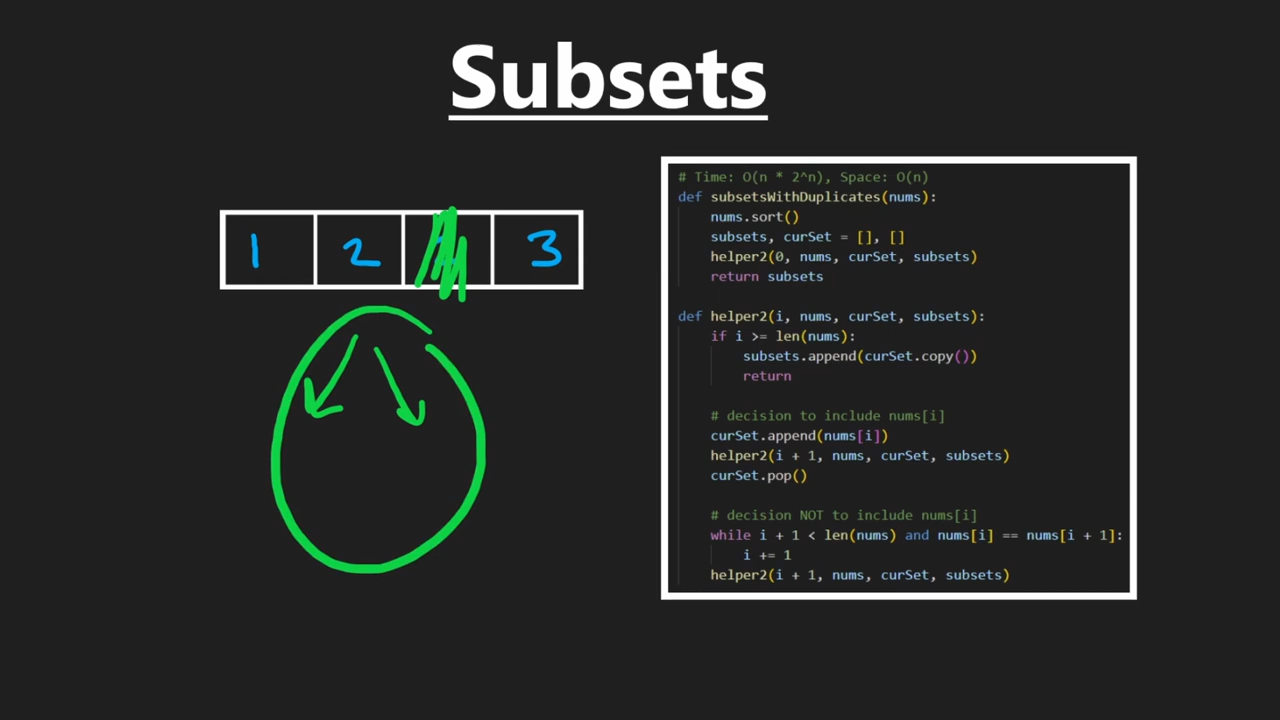 Subsets
1 2 3
# Time: O(n * 2^n), Space: O(n)
def subsetsWithDuplicates(nums):
    nums.sort()
    subsets, curSet = [], []
    helper2(0, nums, curSet, subsets)
    return subsets

def helper2(i, nums, curSet, subsets):
    if i >= len(nums):
        subsets.append(curSet.copy())
        return

    # decision to include nums[i]
    curSet.append(nums[i])
    helper2(i + 1, nums, curSet, subsets)
    curSet.pop()

    # decision NOT to include nums[i]
    while i + 1 < len(nums) and nums[i] == nums[i + 1]:
        i += 1
    helper2(i + 1, nums, curSet, subsets)